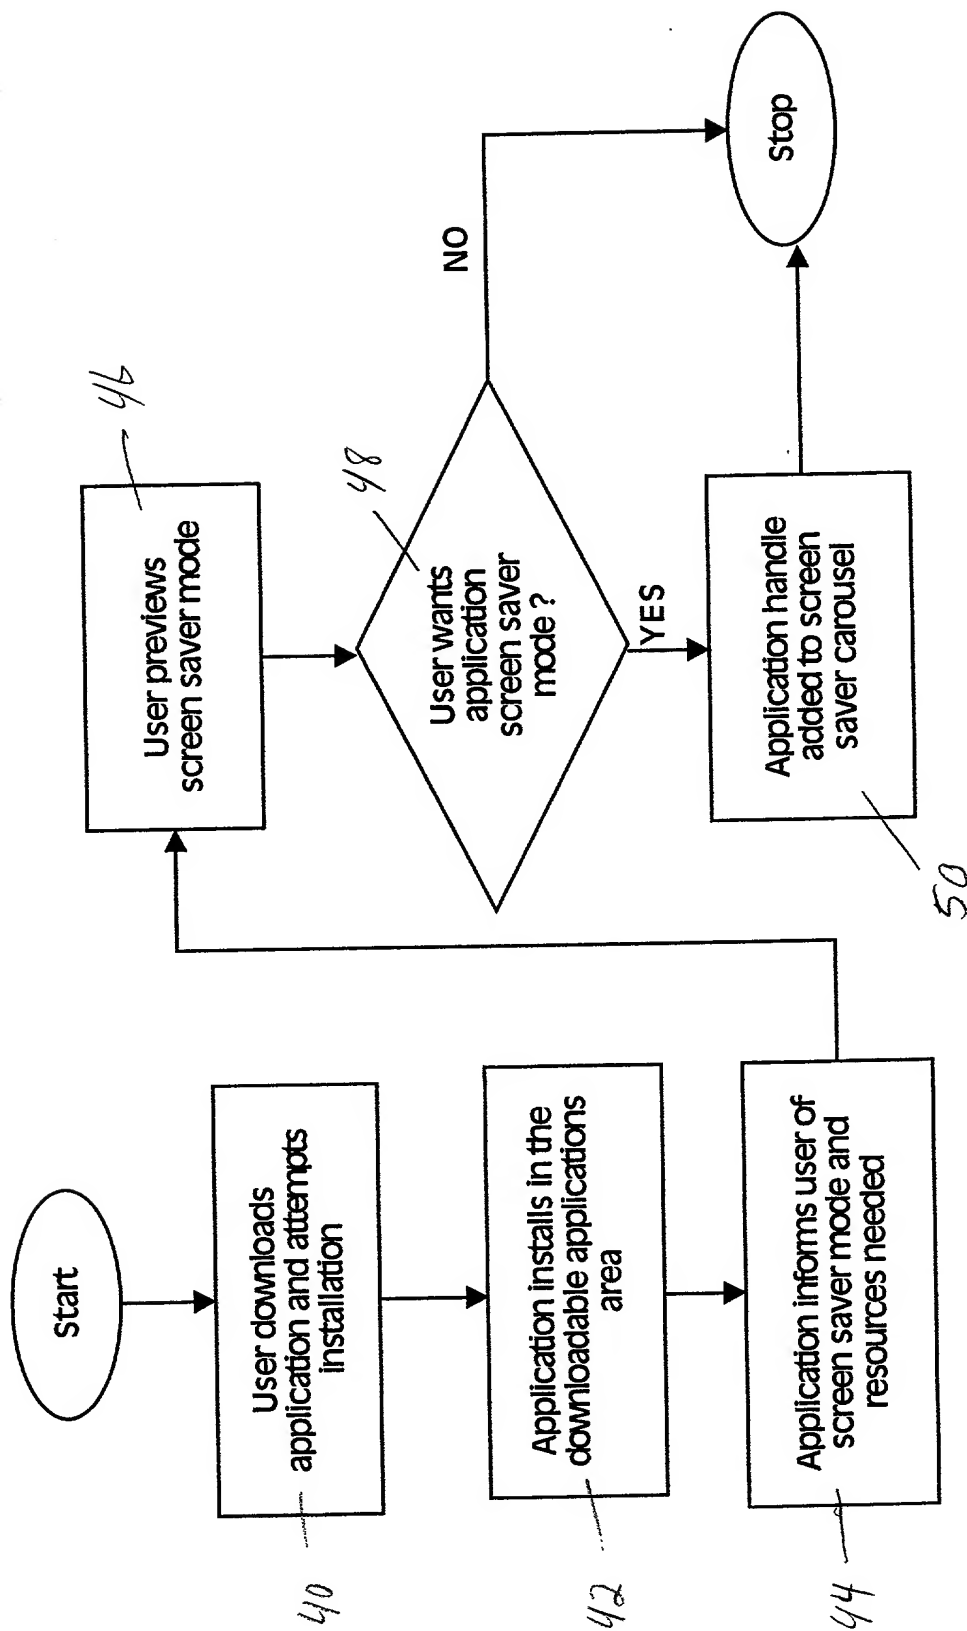 Start
40
User downloads
application and attempts
installation
42
Application installs in the
downloadable applications
area
44
Application informs user of
screen saver mode and
resources needed
46
User previews
screen saver mode
48
User wants
application
screen saver
mode ?
NO
YES
50
Application handle
added to screen
saver carousel
Stop